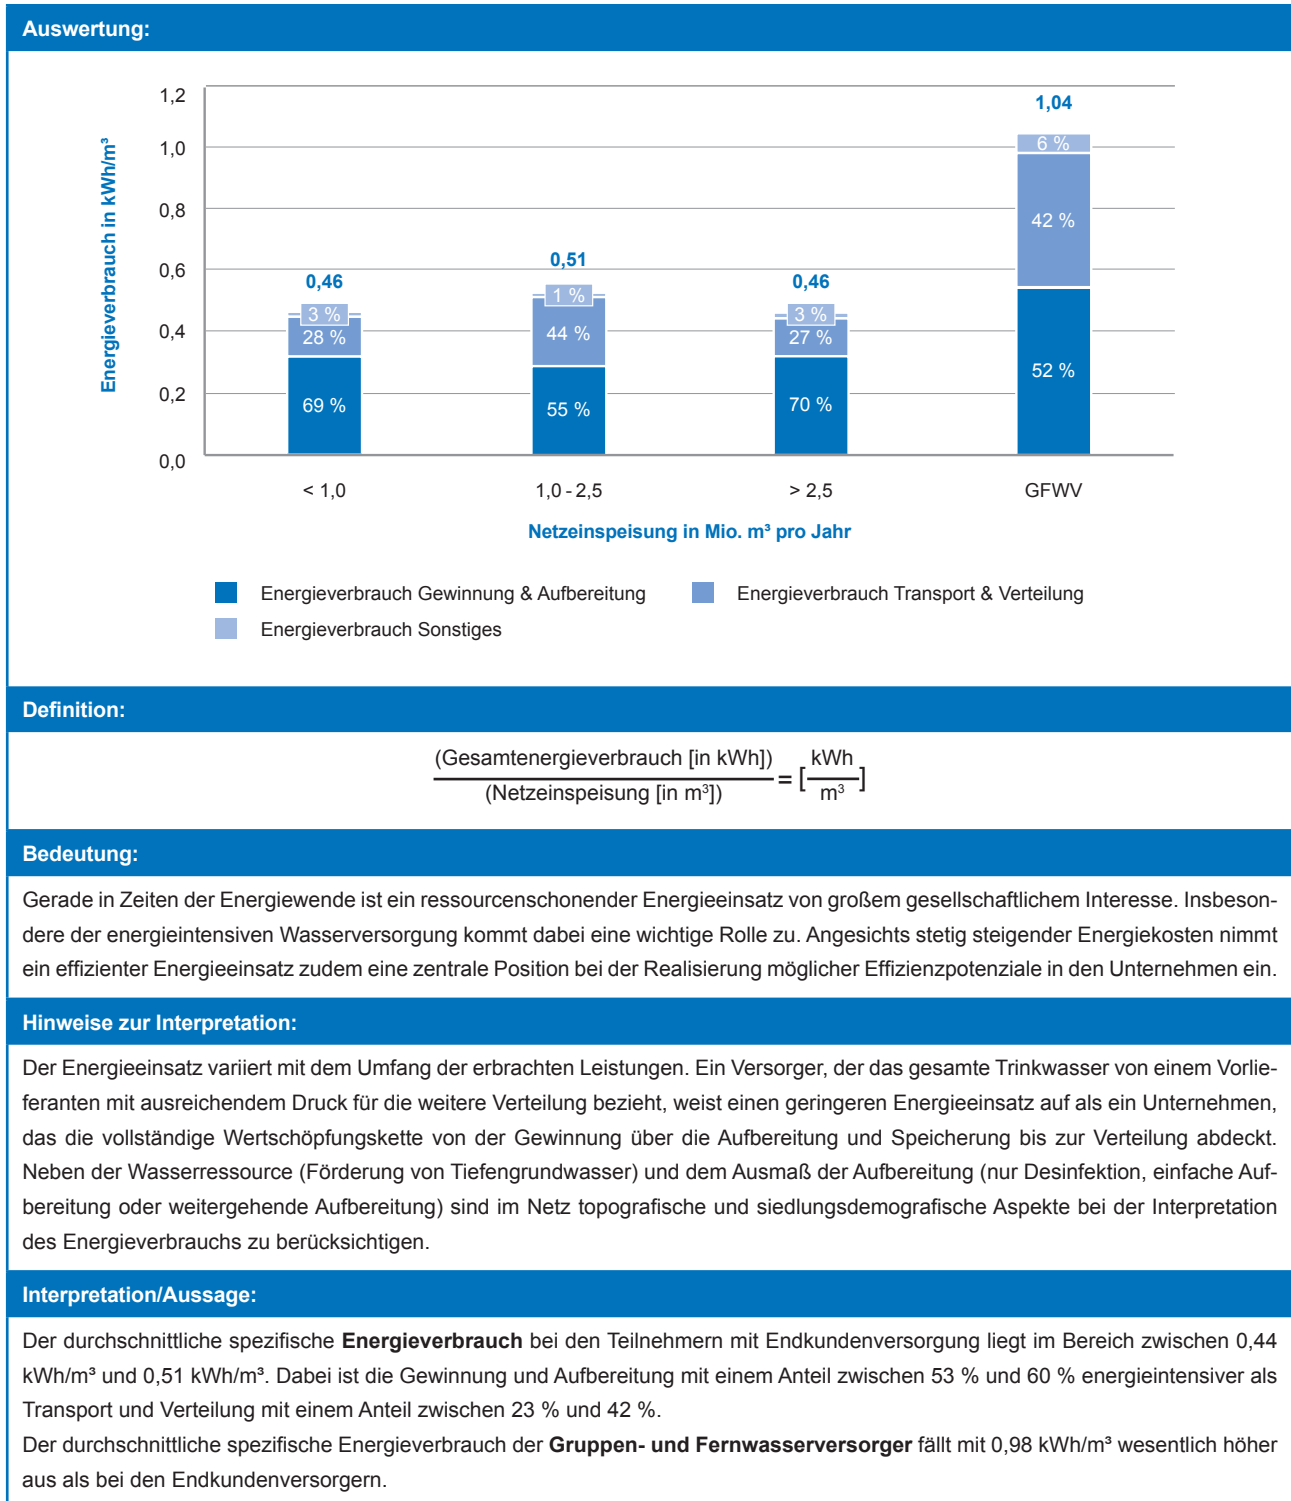 Auswertung:
Energieverbrauch in kWh/m³
1,2
1,0
0,8
0,6
0,4
0,2
0,0
0,46
3 %
28 %
69 %
0,51
1 %
44 %
55 %
0,46
3 %
27 %
70 %
1,04
6 %
42 %
52 %
< 1,0
1,0 - 2,5
> 2,5
GFWV
Netzeinspeisung in Mio. m³ pro Jahr
Energieverbrauch Gewinnung & Aufbereitung
Energieverbrauch Transport & Verteilung
Energieverbrauch Sonstiges
Definition:
(Gesamtenergieverbrauch [in kWh])
(Netzeinspeisung [in m³])
= [kWh
m³]
Bedeutung:
Gerade in Zeiten der Energiewende ist ein ressourcenschonender Energieeinsatz von großem gesellschaftlichem Interesse. Insbeson-
dere der energieintensiven Wasserversorgung kommt dabei eine wichtige Rolle zu. Angesichts stetig steigender Energiekosten nimmt
ein effizienter Energieeinsatz zudem eine zentrale Position bei der Realisierung möglicher Effizienzpotenziale in den Unternehmen ein.
Hinweise zur Interpretation:
Der Energieeinsatz variiert mit dem Umfang der erbrachten Leistungen. Ein Versorger, der das gesamte Trinkwasser von einem Vorlie-
feranten mit ausreichendem Druck für die weitere Verteilung bezieht, weist einen geringeren Energieeinsatz auf als ein Unternehmen,
das die vollständige Wertschöpfungskette von der Gewinnung über die Aufbereitung und Speicherung bis zur Verteilung abdeckt.
Neben der Wasserressource (Förderung von Tiefengrundwasser) und dem Ausmaß der Aufbereitung (nur Desinfektion, einfache Auf-
bereitung oder weitergehende Aufbereitung) sind im Netz topografische und siedlungsdemografische Aspekte bei der Interpretation
des Energieverbrauchs zu berücksichtigen.
Interpretation/Aussage:
Der durchschnittliche spezifische Energieverbrauch bei den Teilnehmern mit Endkundenversorgung liegt im Bereich zwischen 0,44
kWh/m³ und 0,51 kWh/m³. Dabei ist die Gewinnung und Aufbereitung mit einem Anteil zwischen 53 % und 60 % energieintensiver als
Transport und Verteilung mit einem Anteil zwischen 23 % und 42 %.
Der durchschnittliche spezifische Energieverbrauch der Gruppen- und Fernwasserversorger fällt mit 0,98 kWh/m³ wesentlich höher
aus als bei den Endkundenversorgern.